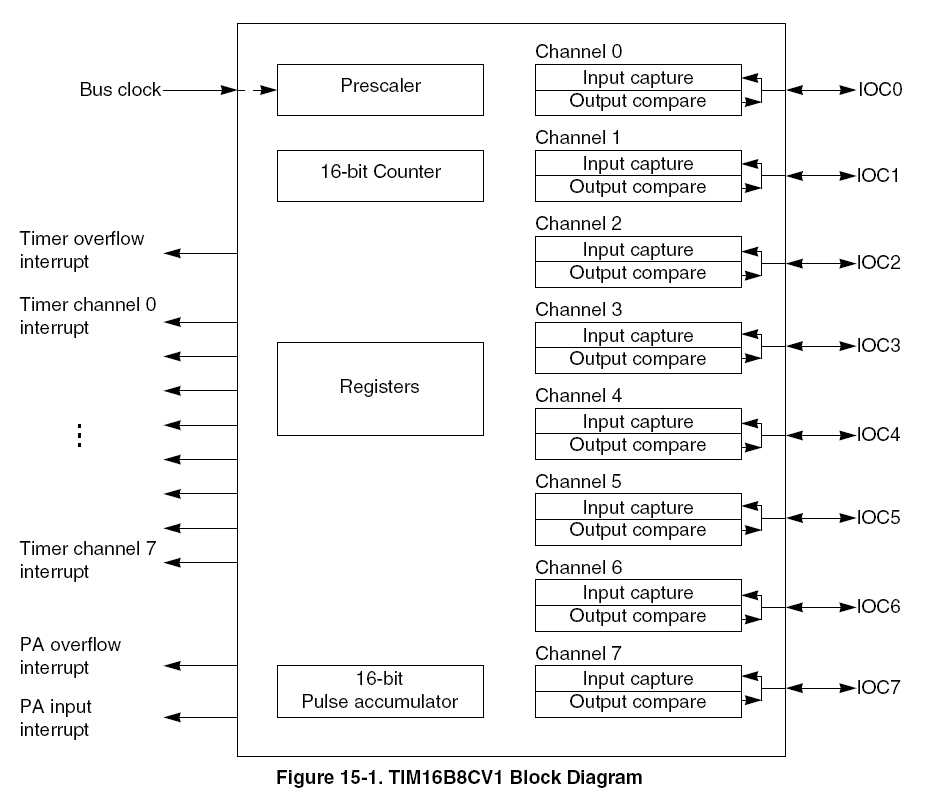 Bus clock
Prescaler
16-bit Counter
Timer overflow
interrupt
Timer channel 0
interrupt
Registers
Timer channel 7
interrupt
PA overflow
interrupt
PA input
interrupt
16-bit
Pulse accumulator
Channel 0
Input capture
Output compare
IOC0
Channel 1
Input capture
Output compare
IOC1
Channel 2
Input capture
Output compare
IOC2
Channel 3
Input capture
Output compare
IOC3
Channel 4
Input capture
Output compare
IOC4
Channel 5
Input capture
Output compare
IOC5
Channel 6
Input capture
Output compare
IOC6
Channel 7
Input capture
Output compare
IOC7
Figure 15-1. TIM16B8CV1 Block Diagram